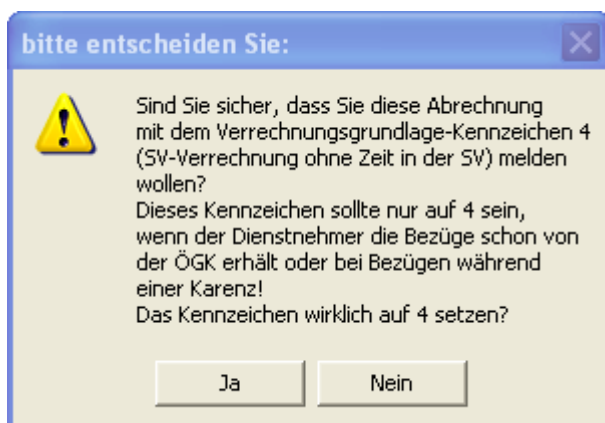 bitte entscheiden Sie:
Sind Sie sicher, dass Sie diese Abrechnung
mit dem Verrechnungsgrundlage-Kennzeichen 4
(SV-Verrechnung ohne Zeit in der SV) melden
wollen?
Dieses Kennzeichen sollte nur auf 4 sein,
wenn der Dienstnehmer die Bezüge schon von
der ÖGK erhält oder bei Bezügen während
einer Karenz!
Das Kennzeichen wirklich auf 4 setzen?
Ja Nein